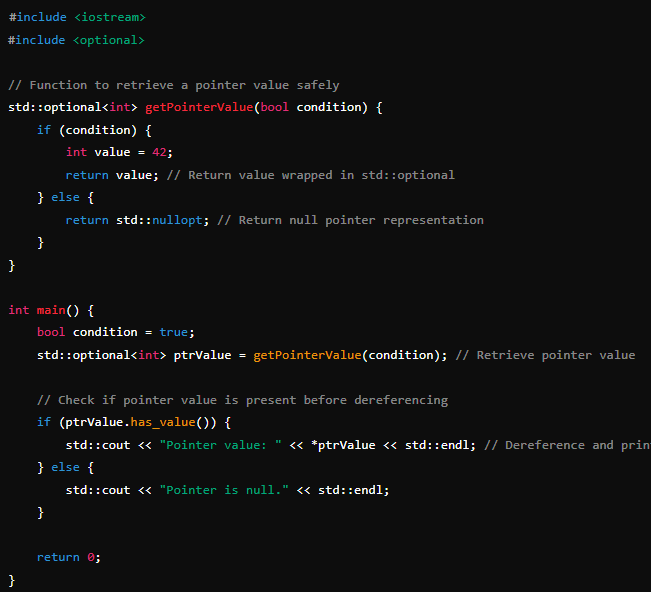 #include <iostream>
#include <optional>

// Function to retrieve a pointer value safely
std::optional<int> getPointerValue(bool condition) {
    if (condition) {
        int value = 42;
        return value; // Return value wrapped in std::optional
    } else {
        return std::nullopt; // Return null pointer representation
    }
}

int main() {
    bool condition = true;
    std::optional<int> ptrValue = getPointerValue(condition); // Retrieve pointer value

    // Check if pointer value is present before dereferencing
    if (ptrValue.has_value()) {
        std::cout << "Pointer value: " << *ptrValue << std::endl; // Dereference and prin
    } else {
        std::cout << "Pointer is null." << std::endl;
    }

    return 0;
}